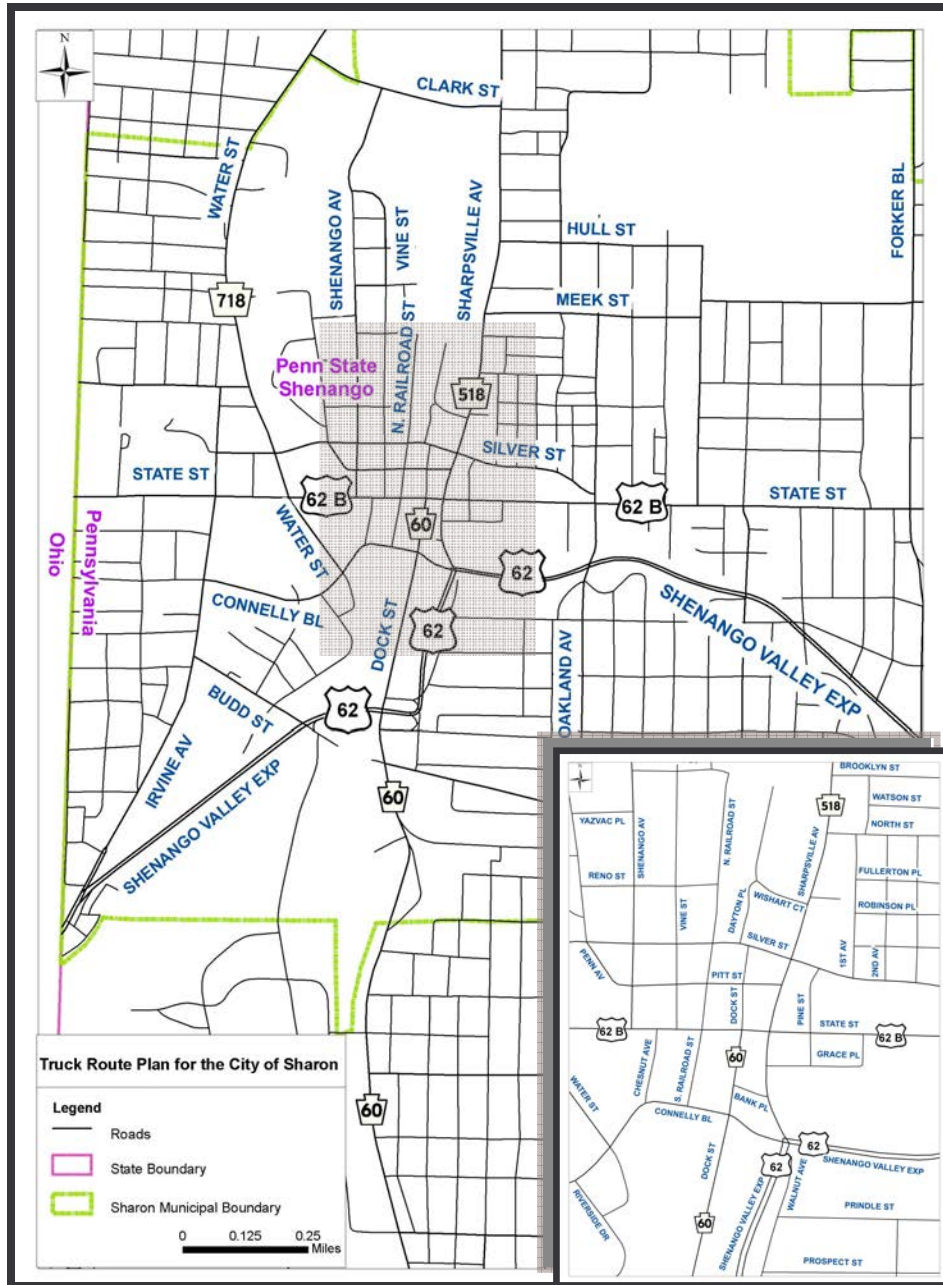 N
CLARK ST
WATER ST
SHENANGO AV
VINE ST
SHARPSVILLE AV
FORKER BL
HULL ST
718
MEEK ST
N. RAILROAD ST
Penn State
Shenango
518
SILVER ST
STATE ST
62 B
62 B
STATE ST
WATER ST
60
Pennsylvania
Ohio
62
CONNELLY BL
DOCK ST
62
SHENANGO VALLEY EXP
OAKLAND AV
BUDD ST
62
IRVINE AV
SHENANGO VALLEY EXP
60
60
Truck Route Plan for the City of Sharon
Legend
Roads
State Boundary
Sharon Municipal Boundary
0 0.125 0.25
Miles
BROOKLYN ST
518
WATSON ST
YAZVAC PL
SHENANGO AV
N. RAILROAD ST
SHARPSVILLE AV
NORTH ST
RENO ST
FULLERTON PL
VINE ST
DAYTON PL
WISHART CT
ROBINSON PL
SILVER ST
PENN AV
1ST AV
2ND AV
PITT ST
DOCK ST
PINE ST
62 B
STATE ST
62 B
CHESNUT AVE
S. RAILROAD ST
60
GRACE PL
WATER ST
BANK PL
CONNELLY BL
62
DOCK ST
62
SHENANGO VALLEY EXP
SHENANGO VALLEY EXP
WALNUT AVE
RIVERSIDE DR
60
PRINDLE ST
PROSPECT ST